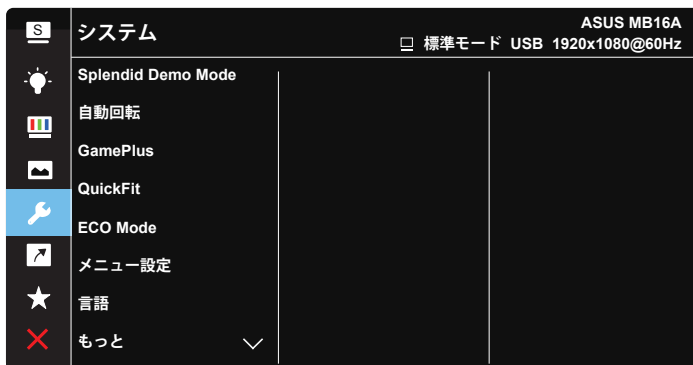 S
システム
ASUS MB16A
標準モード USB 1920x1080@60Hz
Splendid Demo Mode
自動回転
GamePlus
QuickFit
ECO Mode
メニュー設定
言語
もっと